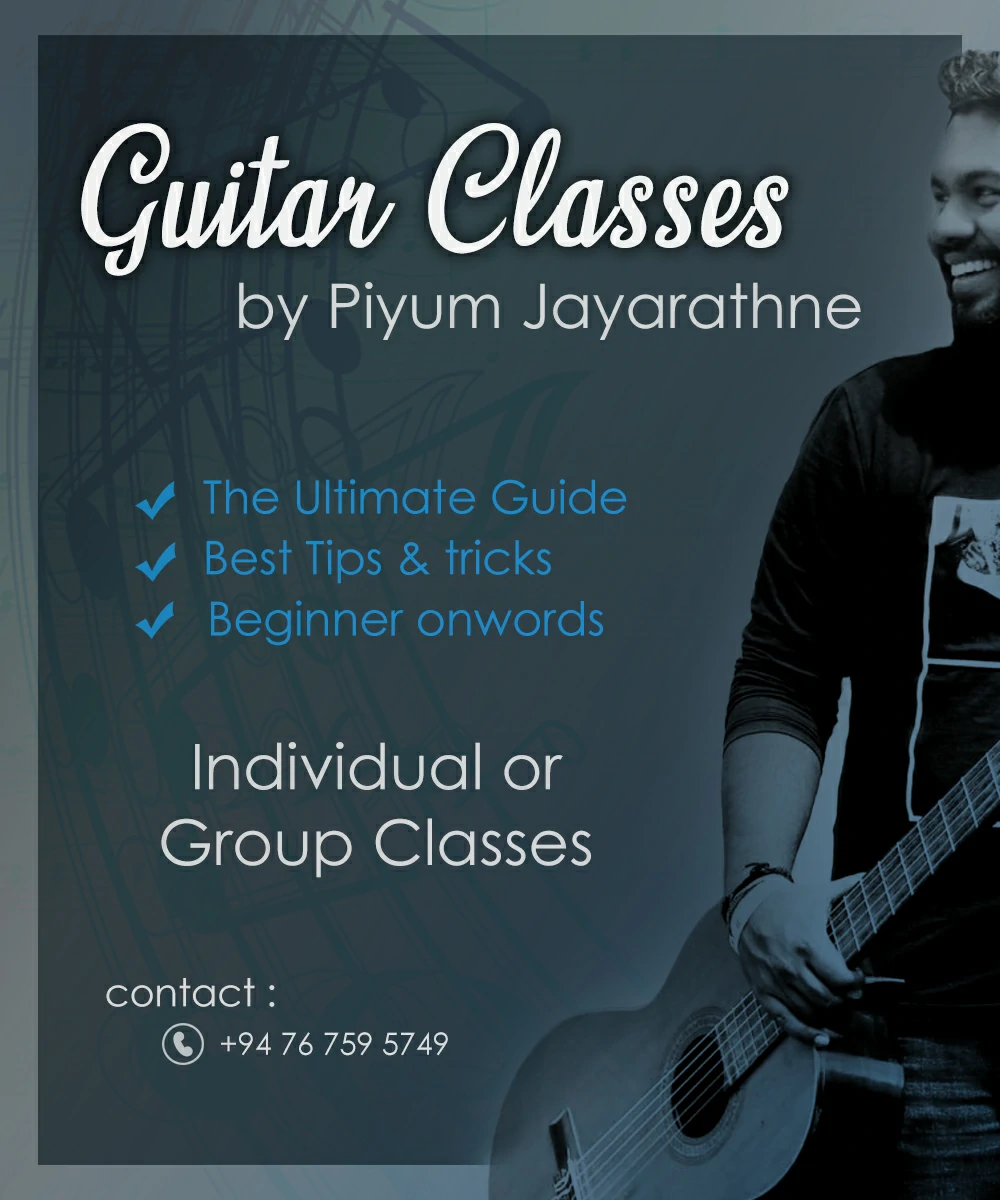 Guitar Classes
by Piyum Jayarathne
The Ultimate Guide
Best Tips & tricks
Beginner onwords
Individual or
Group Classes
contact :
+94 76 759 5749